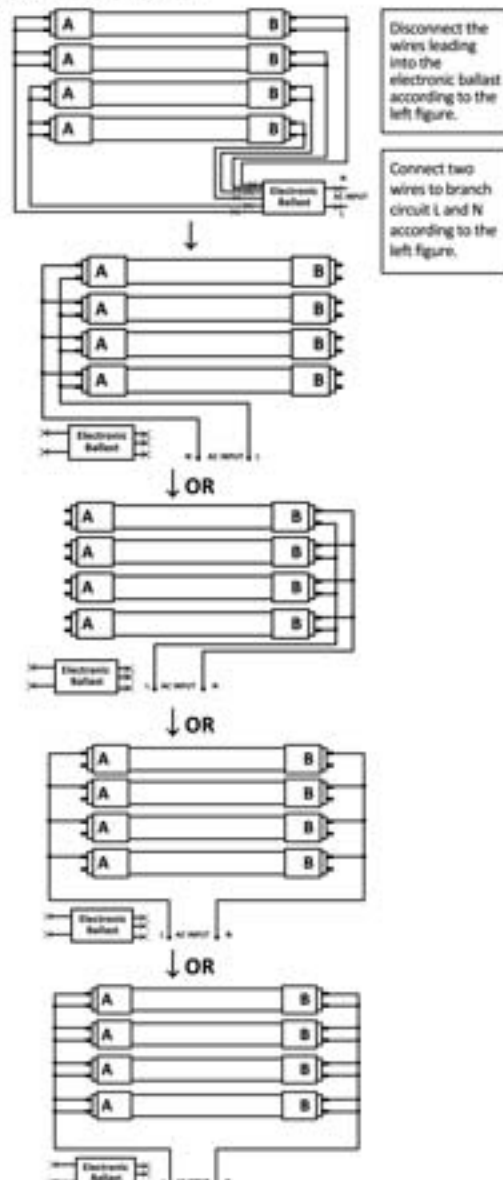 A B
A B
A B
A B
Disconnect the
wires leading
into the
electronic ballast
according to the
left figure.
Connect two
wires to branch
circuit L and N
according to the
left figure.
N
Electronic
Ballast
AC INPUT
L
A B
A B
A B
A B
Electronic
Ballast
N AC INPUT L
OR
A B
A B
A B
A B
Electronic
Ballast
L AC INPUT N
OR
A B
A B
A B
A B
Electronic
Ballast
L AC INPUT N
OR
A B
A B
A B
A B
Electronic
Ballast